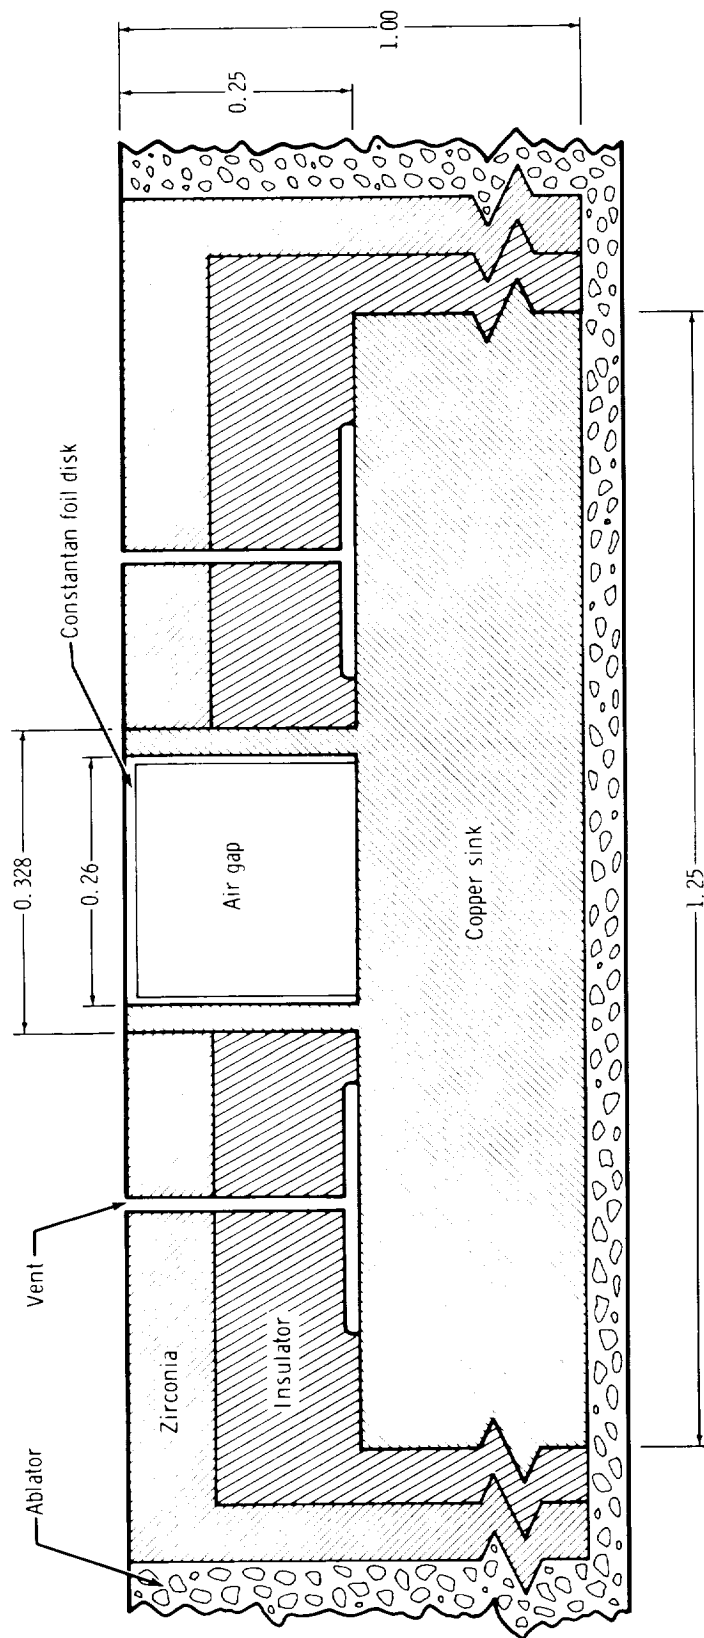 Ablator
Vent
0.328
0.26
Constantan foil disk
0.25
1.00
Zirconia
Insulator
Air gap
Copper sink
1.25